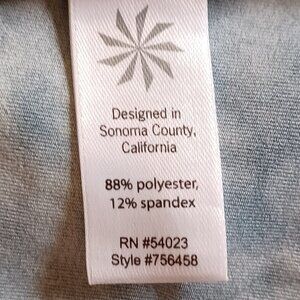 Designed in
Sonoma County,
California
88% polyester,
12% spandex
RN #54023
Style #756458